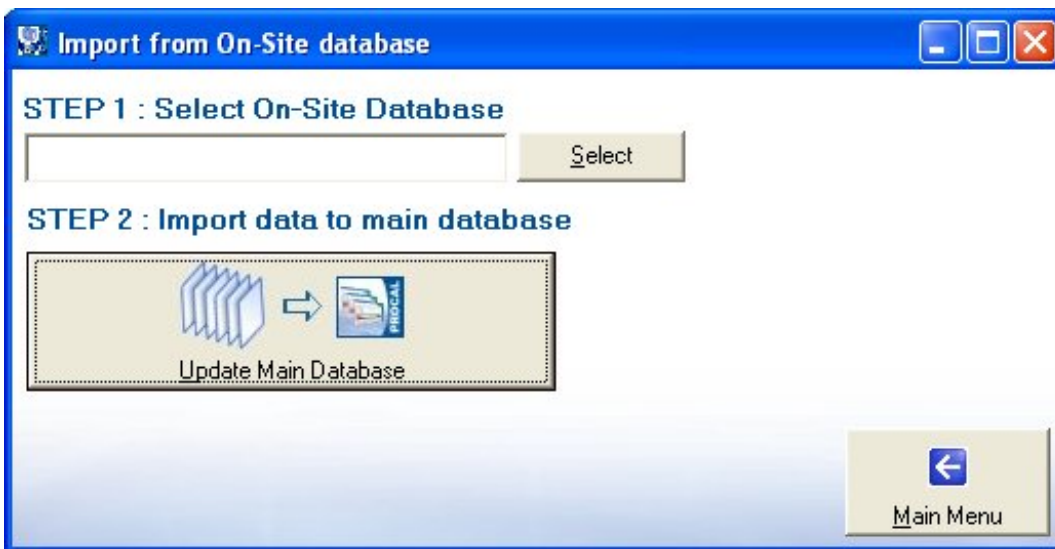 Import from On-Site database
STEP 1 : Select On-Site Database
Select
STEP 2 : Import data to main database
PROCAL
Update Main Database
Main Menu